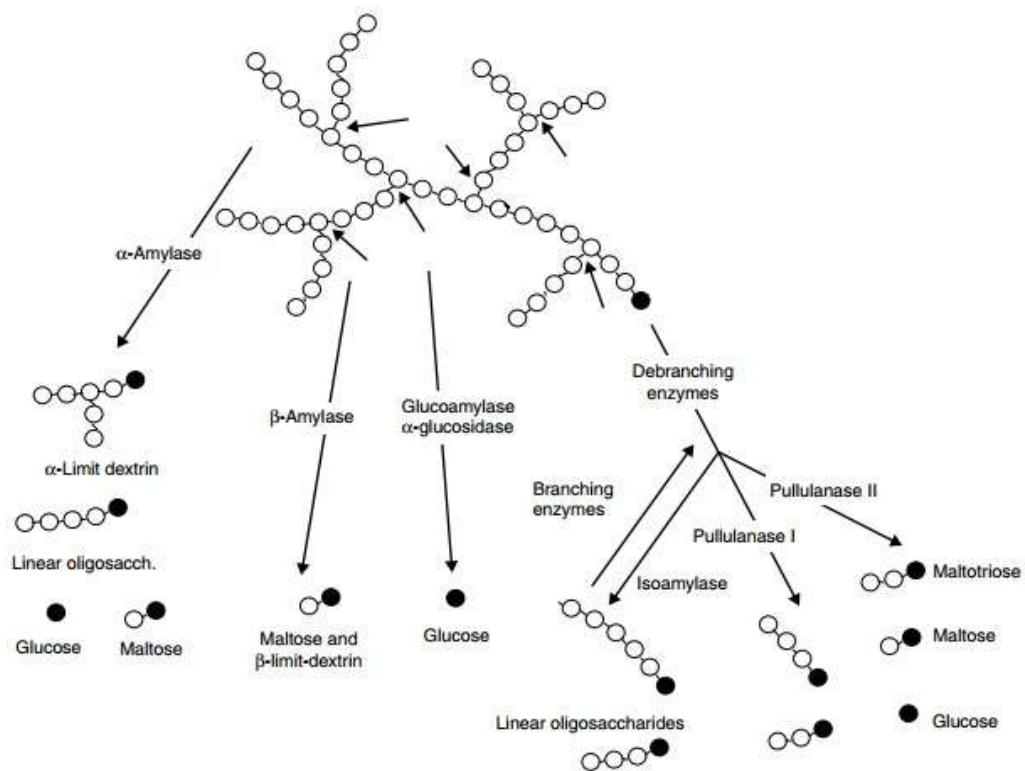 α-Amylase
α-Limit dextrin
Linear oligosacch.
Glucose
Maltose
β-Amylase
Maltose and
β-limit-dextrin
Glucoamylase
α-glucosidase
Glucose
Debranching
enzymes
Branching
enzymes
Isoamylase
Linear oligosaccharides
Pullulanase I
Pullulanase II
Maltotriose
Maltose
Glucose